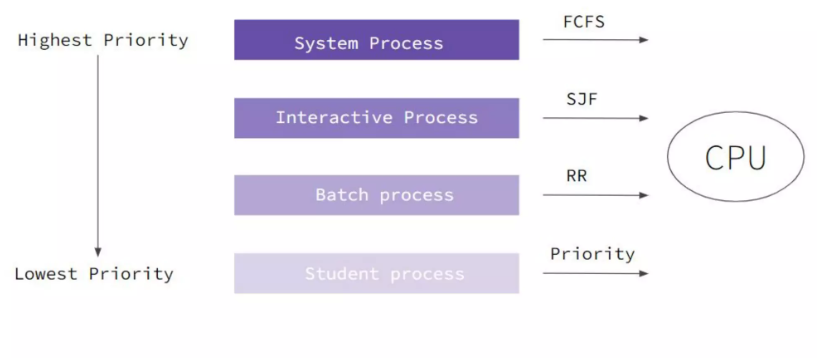 Highest Priority
System Process
FCFS
Interactive Process
SJF
CPU
Batch process
RR
Lowest Priority
Student process
Priority